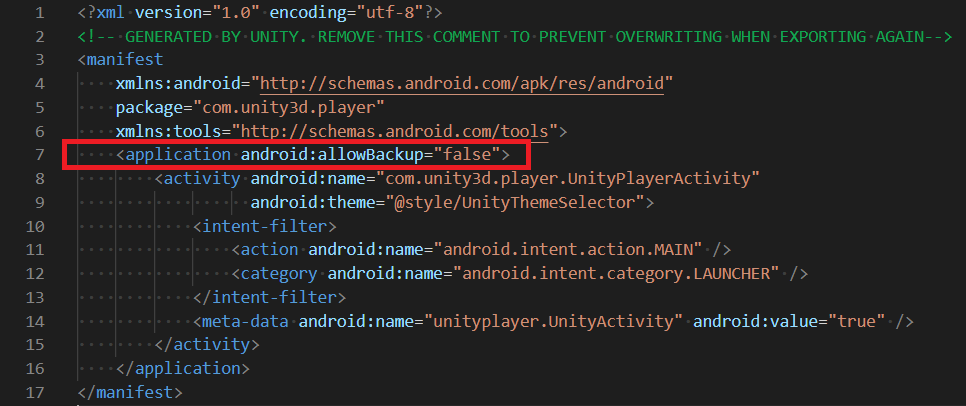 1 <?xml version="1.0" encoding="utf-8"?>
2 <!-- GENERATED BY UNITY. REMOVE THIS COMMENT TO PREVENT OVERWRITING WHEN EXPORTING AGAIN-->
3 <manifest
4     xmlns:android="http://schemas.android.com/apk/res/android"
5     package="com.unity3d.player"
6     xmlns:tools="http://schemas.android.com/tools">
7     <application android:allowBackup="false">
8         <activity android:name="com.unity3d.player.UnityPlayerActivity"
9                   android:theme="@style/UnityThemeSelector">
10             <intent-filter>
11                 <action android:name="android.intent.action.MAIN" />
12                 <category android:name="android.intent.category.LAUNCHER" />
13             </intent-filter>
14             <meta-data android:name="unityplayer.UnityActivity" android:value="true" />
15         </activity>
16     </application>
17 </manifest>